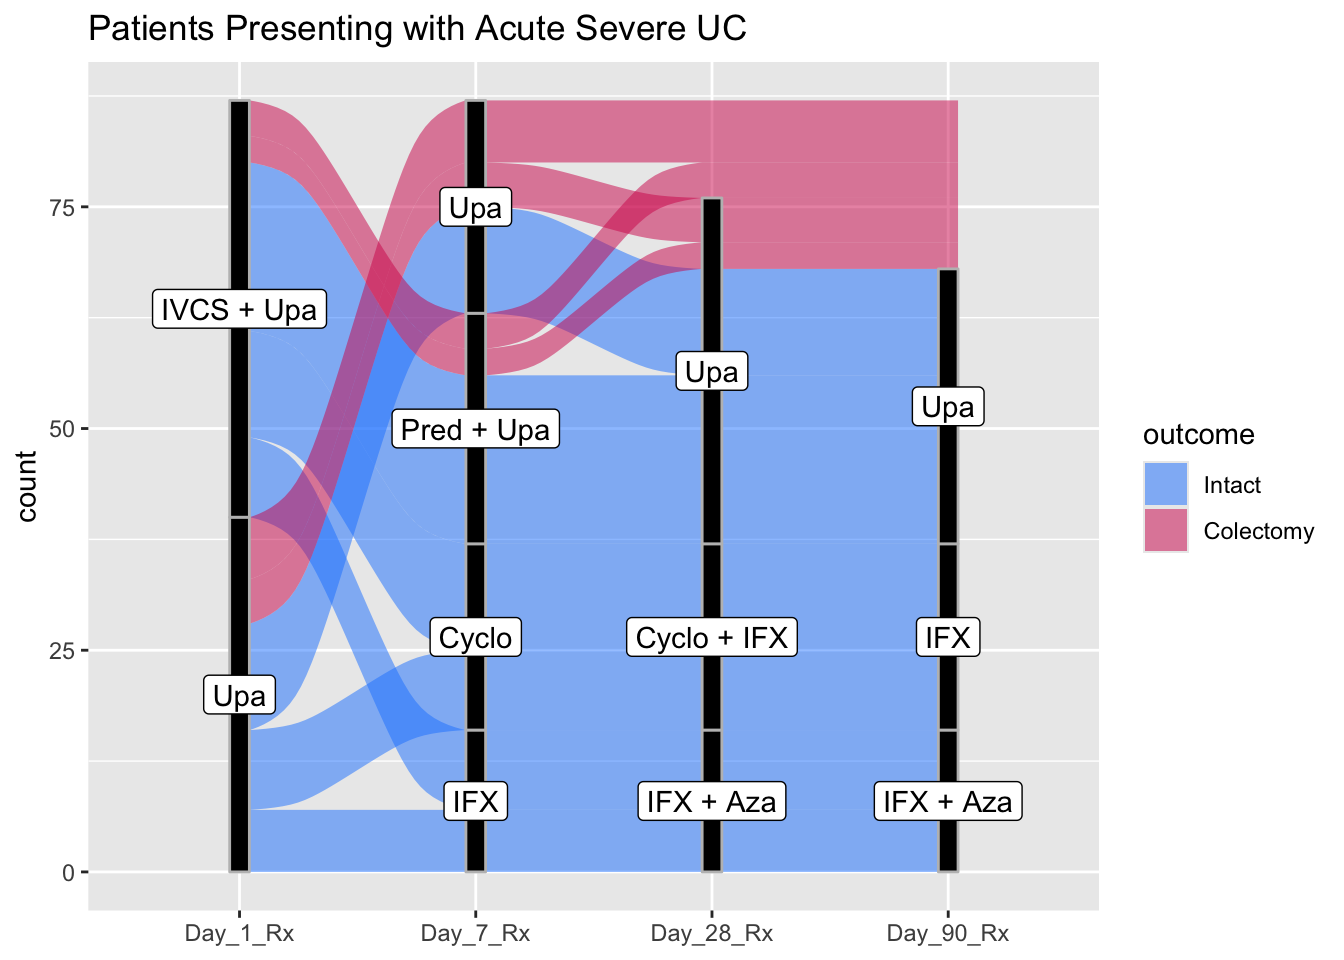 Patients Presenting with Acute Severe UC
count
75
50
25
0
IVCS + Upa
Upa
Upa
Pred + Upa
Cyclo
IFX
Upa
Cyclo + IFX
IFX + Aza
Upa
IFX
IFX + Aza
Day_1_Rx
Day_7_Rx
Day_28_Rx
Day_90_Rx
outcome
Intact
Colectomy